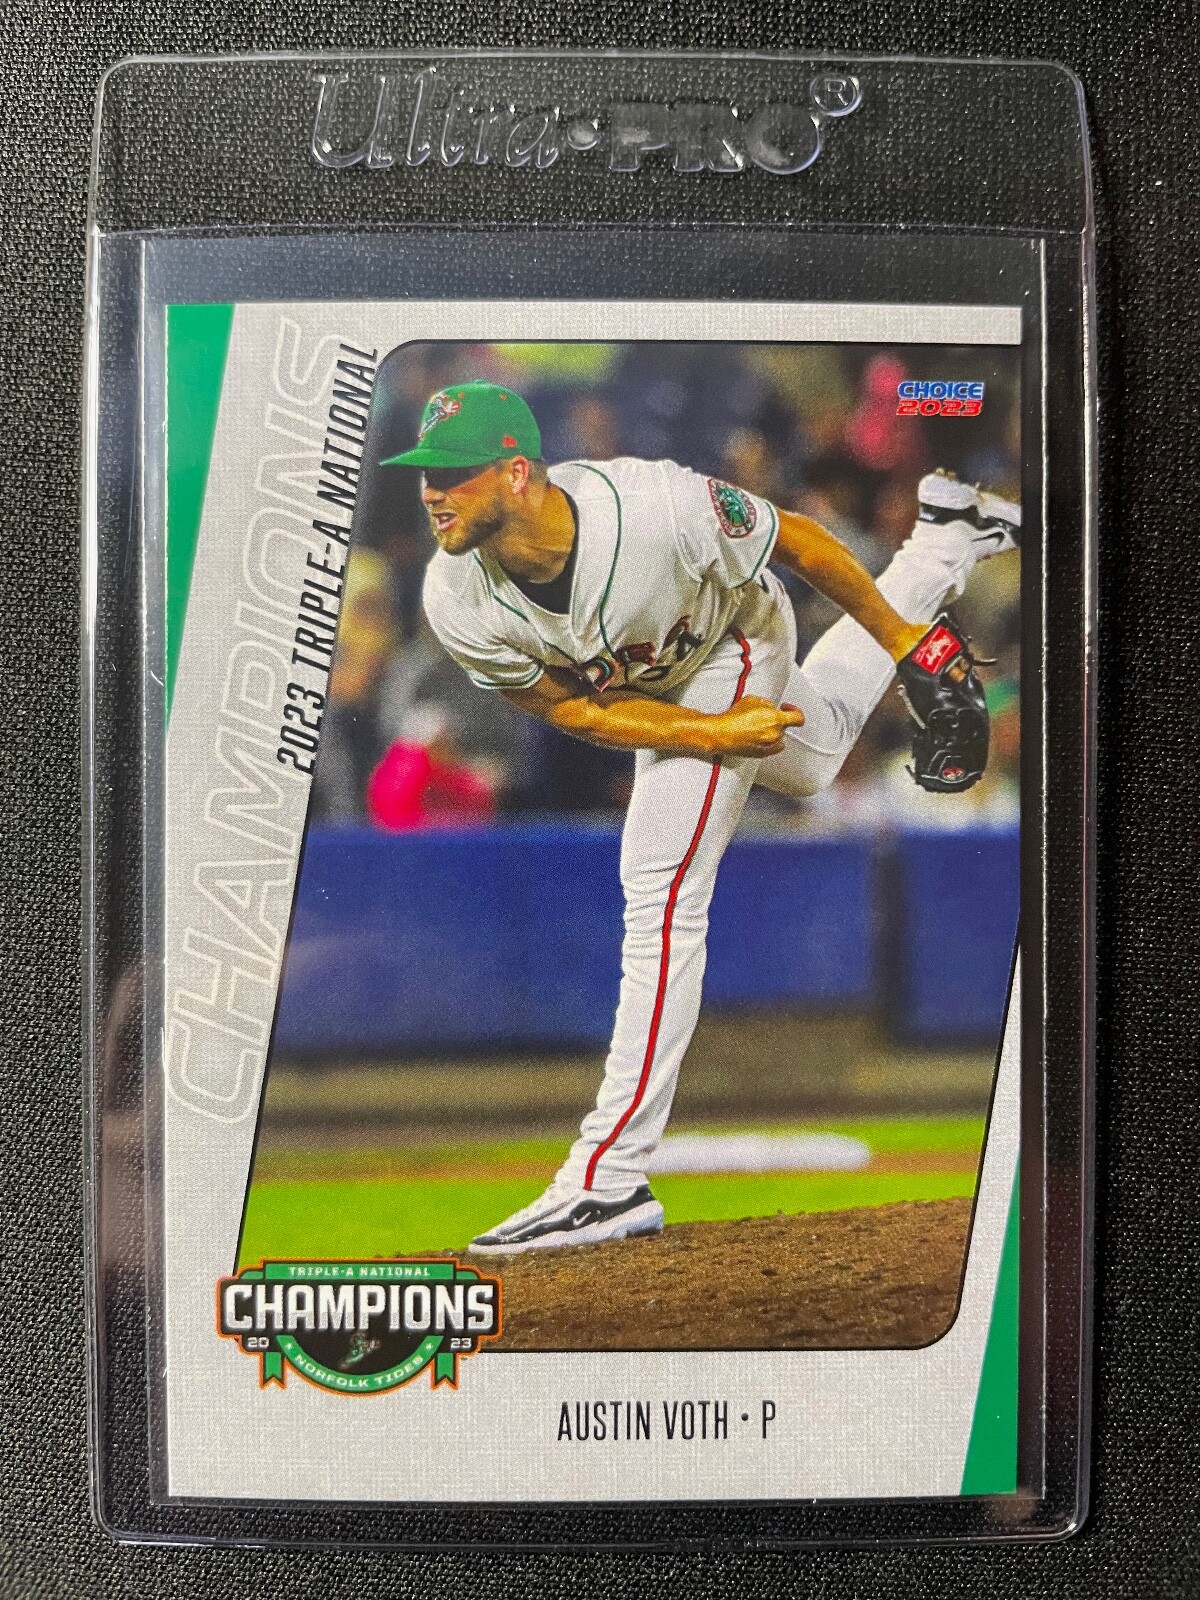 Ultra·PRO®
CHOICE
2023
CHAMPIONS
2023 TRIPLE-A NATIONAL
TRIPLE-A NATIONAL
CHAMPIONS
20 23
NORFOLK TIDES
AUSTIN VOTH • P